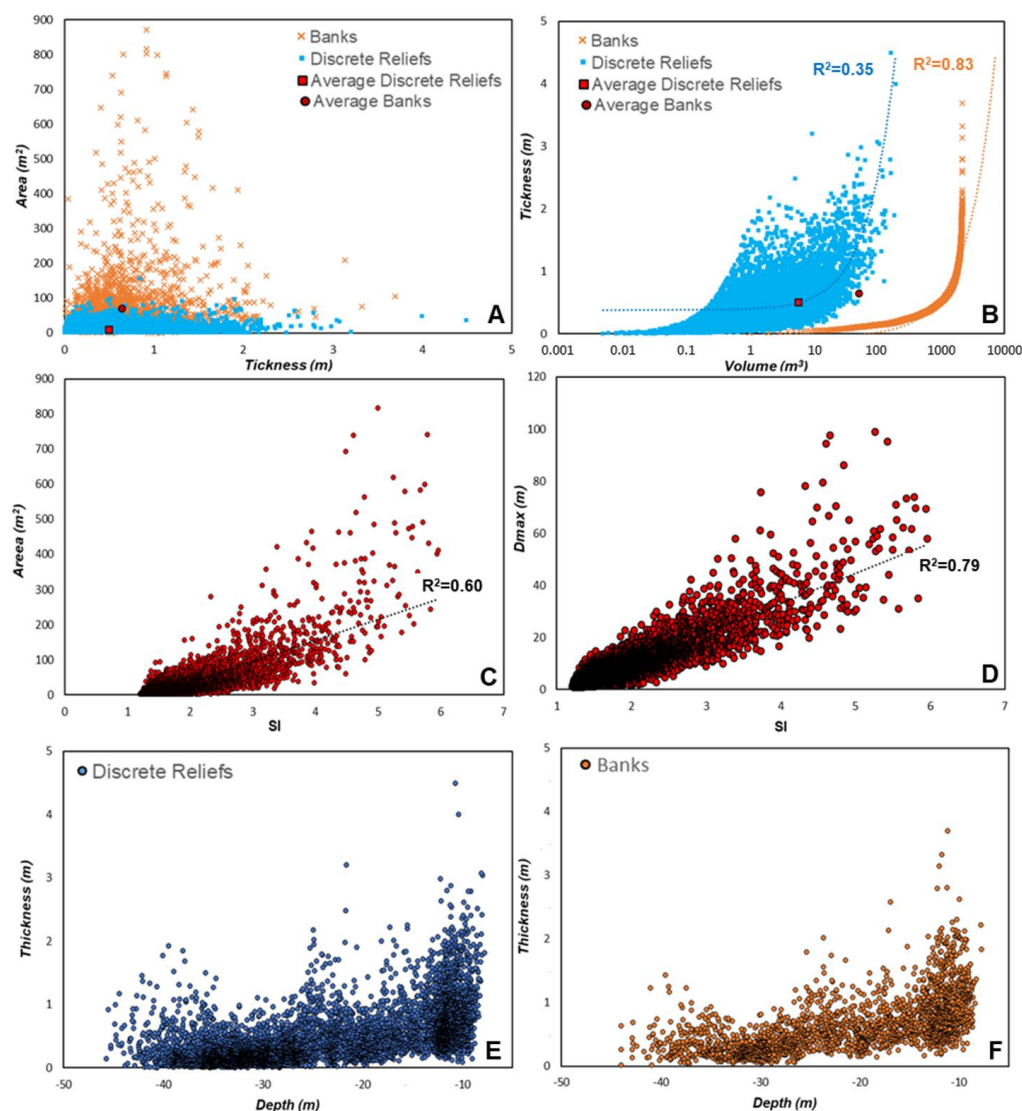 900
800
700
600
500
400
300
200
100
0
Area (m²)
0 1 2 3 4 5
Tickness (m)
Banks
Discrete Reliefs
Average Discrete Reliefs
Average Banks
A
5
4
3
2
1
0
Tickness (m)
0.001 0.01 0.1 1 10 100 1000 10000
Volume (m³)
Banks
Discrete Reliefs
Average Discrete Reliefs
Average Banks
R²=0.35
R²=0.83
B
900
800
700
600
500
400
300
200
100
0
Areea (m²)
0 1 2 3 4 5 6 7
SI
R²=0.60
C
120
100
80
60
40
20
0
Dmax (m)
1 2 3 4 5 6 7
SI
R²=0.79
D
5
4
3
2
1
0
Thickness (m)
-50 -40 -30 -20 -10
Depth (m)
Discrete Reliefs
E
5
4
3
2
1
0
Thickness (m)
-50 -40 -30 -20 -10
Depth (m)
Banks
F